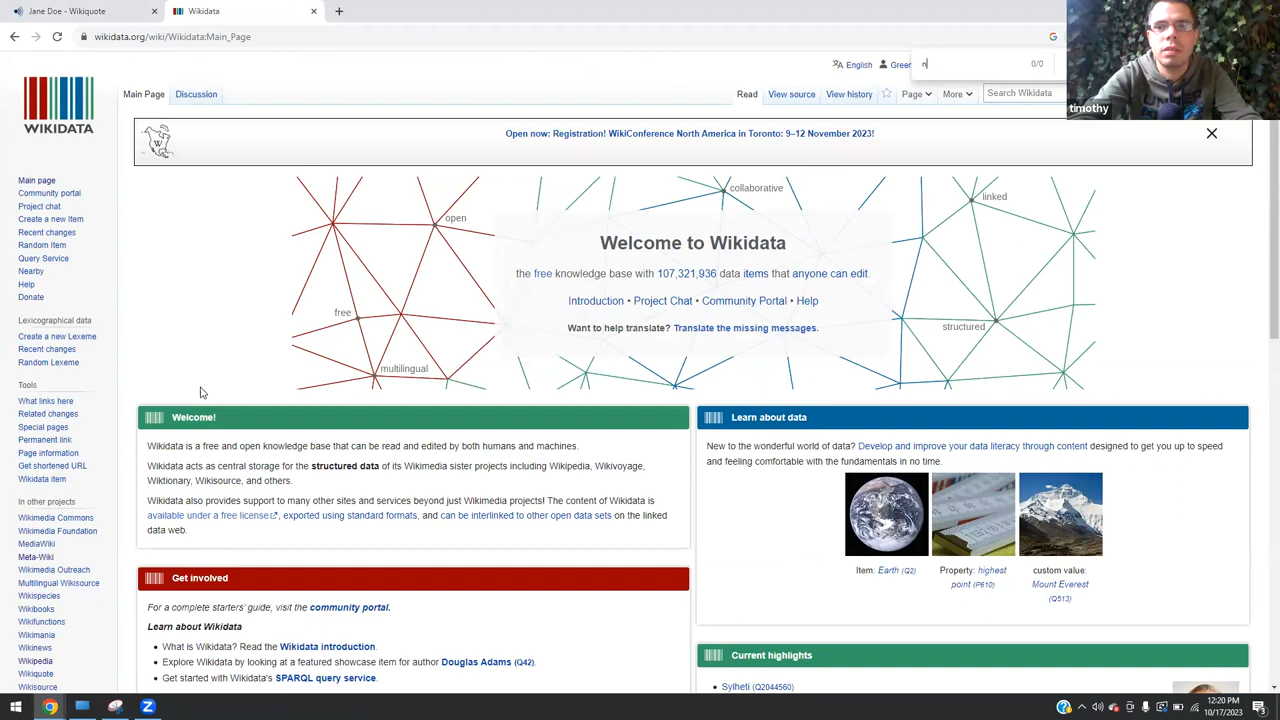 Jane Doe - Wikiquote
Wikidata
wikidata.org/wiki/Wikidata:Main_Page
English
n
0/0
timothy
WIKIDATA
Main Page
Discussion
Read
View source
View history
Page
More
Search Wikidata
Open now: Registration! WikiConference North America in Toronto: 9–12 November 2023!
open
collaborative
linked
free
structured
multilingual
Welcome to Wikidata
the free knowledge base with 107,321,936 data items that anyone can edit.
Introduction • Project Chat • Community Portal • Help
Want to help translate? Translate the missing messages.
Main page
Community portal
Project chat
Create a new Item
Recent changes
Random Item
Query Service
Nearby
Help
Donate
Lexicographical data
Create a new Lexeme
Recent changes
Random Lexeme
Tools
What links here
Related changes
Special pages
Permanent link
Page information
Get shortened URL
Wikidata item
In other projects
Wikimedia Commons
Wikimedia Foundation
MediaWiki
Meta-Wiki
Wikimedia Outreach
Multilingual Wikisource
Wikispecies
Wikibooks
Wikifunctions
Wikimania
Wikinews
Wikipedia
Wikiquote
Wikisource
Welcome!
Wikidata is a free and open knowledge base that can be read and edited by both humans and machines.
Wikidata acts as central storage for the structured data of its Wikimedia sister projects including Wikipedia, Wikivoyage,
Wiktionary, Wikisource, and others.
Wikidata also provides support to many other sites and services beyond just Wikimedia projects! The content of Wikidata is
available under a free license, exported using standard formats, and can be interlinked to other open data sets on the linked
data web.
Get involved
For a complete starters' guide, visit the community portal.
Learn about Wikidata
• What is Wikidata? Read the Wikidata introduction.
• Explore Wikidata by looking at a featured showcase item for author Douglas Adams (Q42).
• Get started with Wikidata's SPARQL query service.
Learn about data
New to the wonderful world of data? Develop and improve your data literacy through content designed to get you up to speed
and feeling comfortable with the fundamentals in no time.
Item: Earth (Q2)
Property: highest
point (P610)
custom value:
Mount Everest
(Q513)
Current highlights
• Sylheti (Q2044560)
12:20 PM
10/17/2023